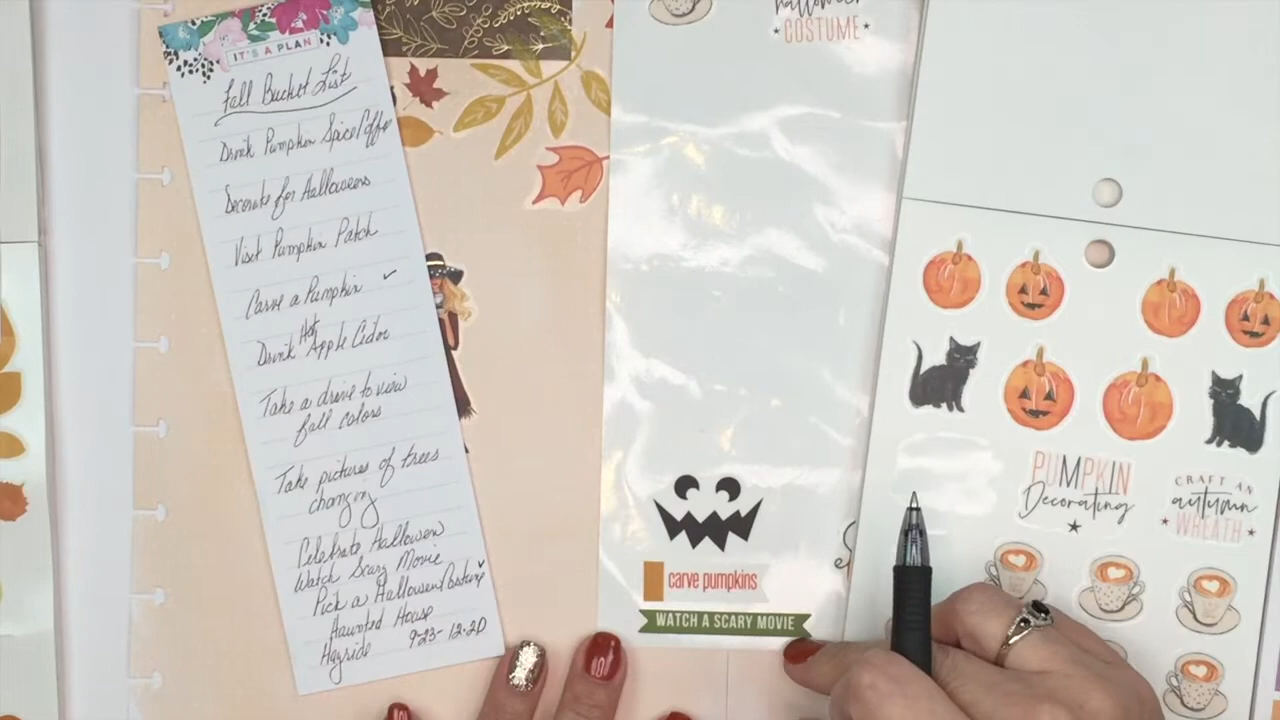 IT'S A PLAN
Fall Bucket List
Drink Pumpkin Spice Coffee
Decorate for Halloween
Visit Pumpkin Patch
Carve a Pumpkin ✓
Hot
Drink Apple Cider
Take a drive to view
fall colors
Take pictures of trees
changing
Celebrate Halloween
Watch Scary Movie
Pick a Halloween Costume ✓
Haunted House
Hayride 9-23- 12-20
halloween
COSTUME
carve pumpkins
WATCH A SCARY MOVIE
PUMPKIN
Decorating
CRAFT AN
autumn
WREATH